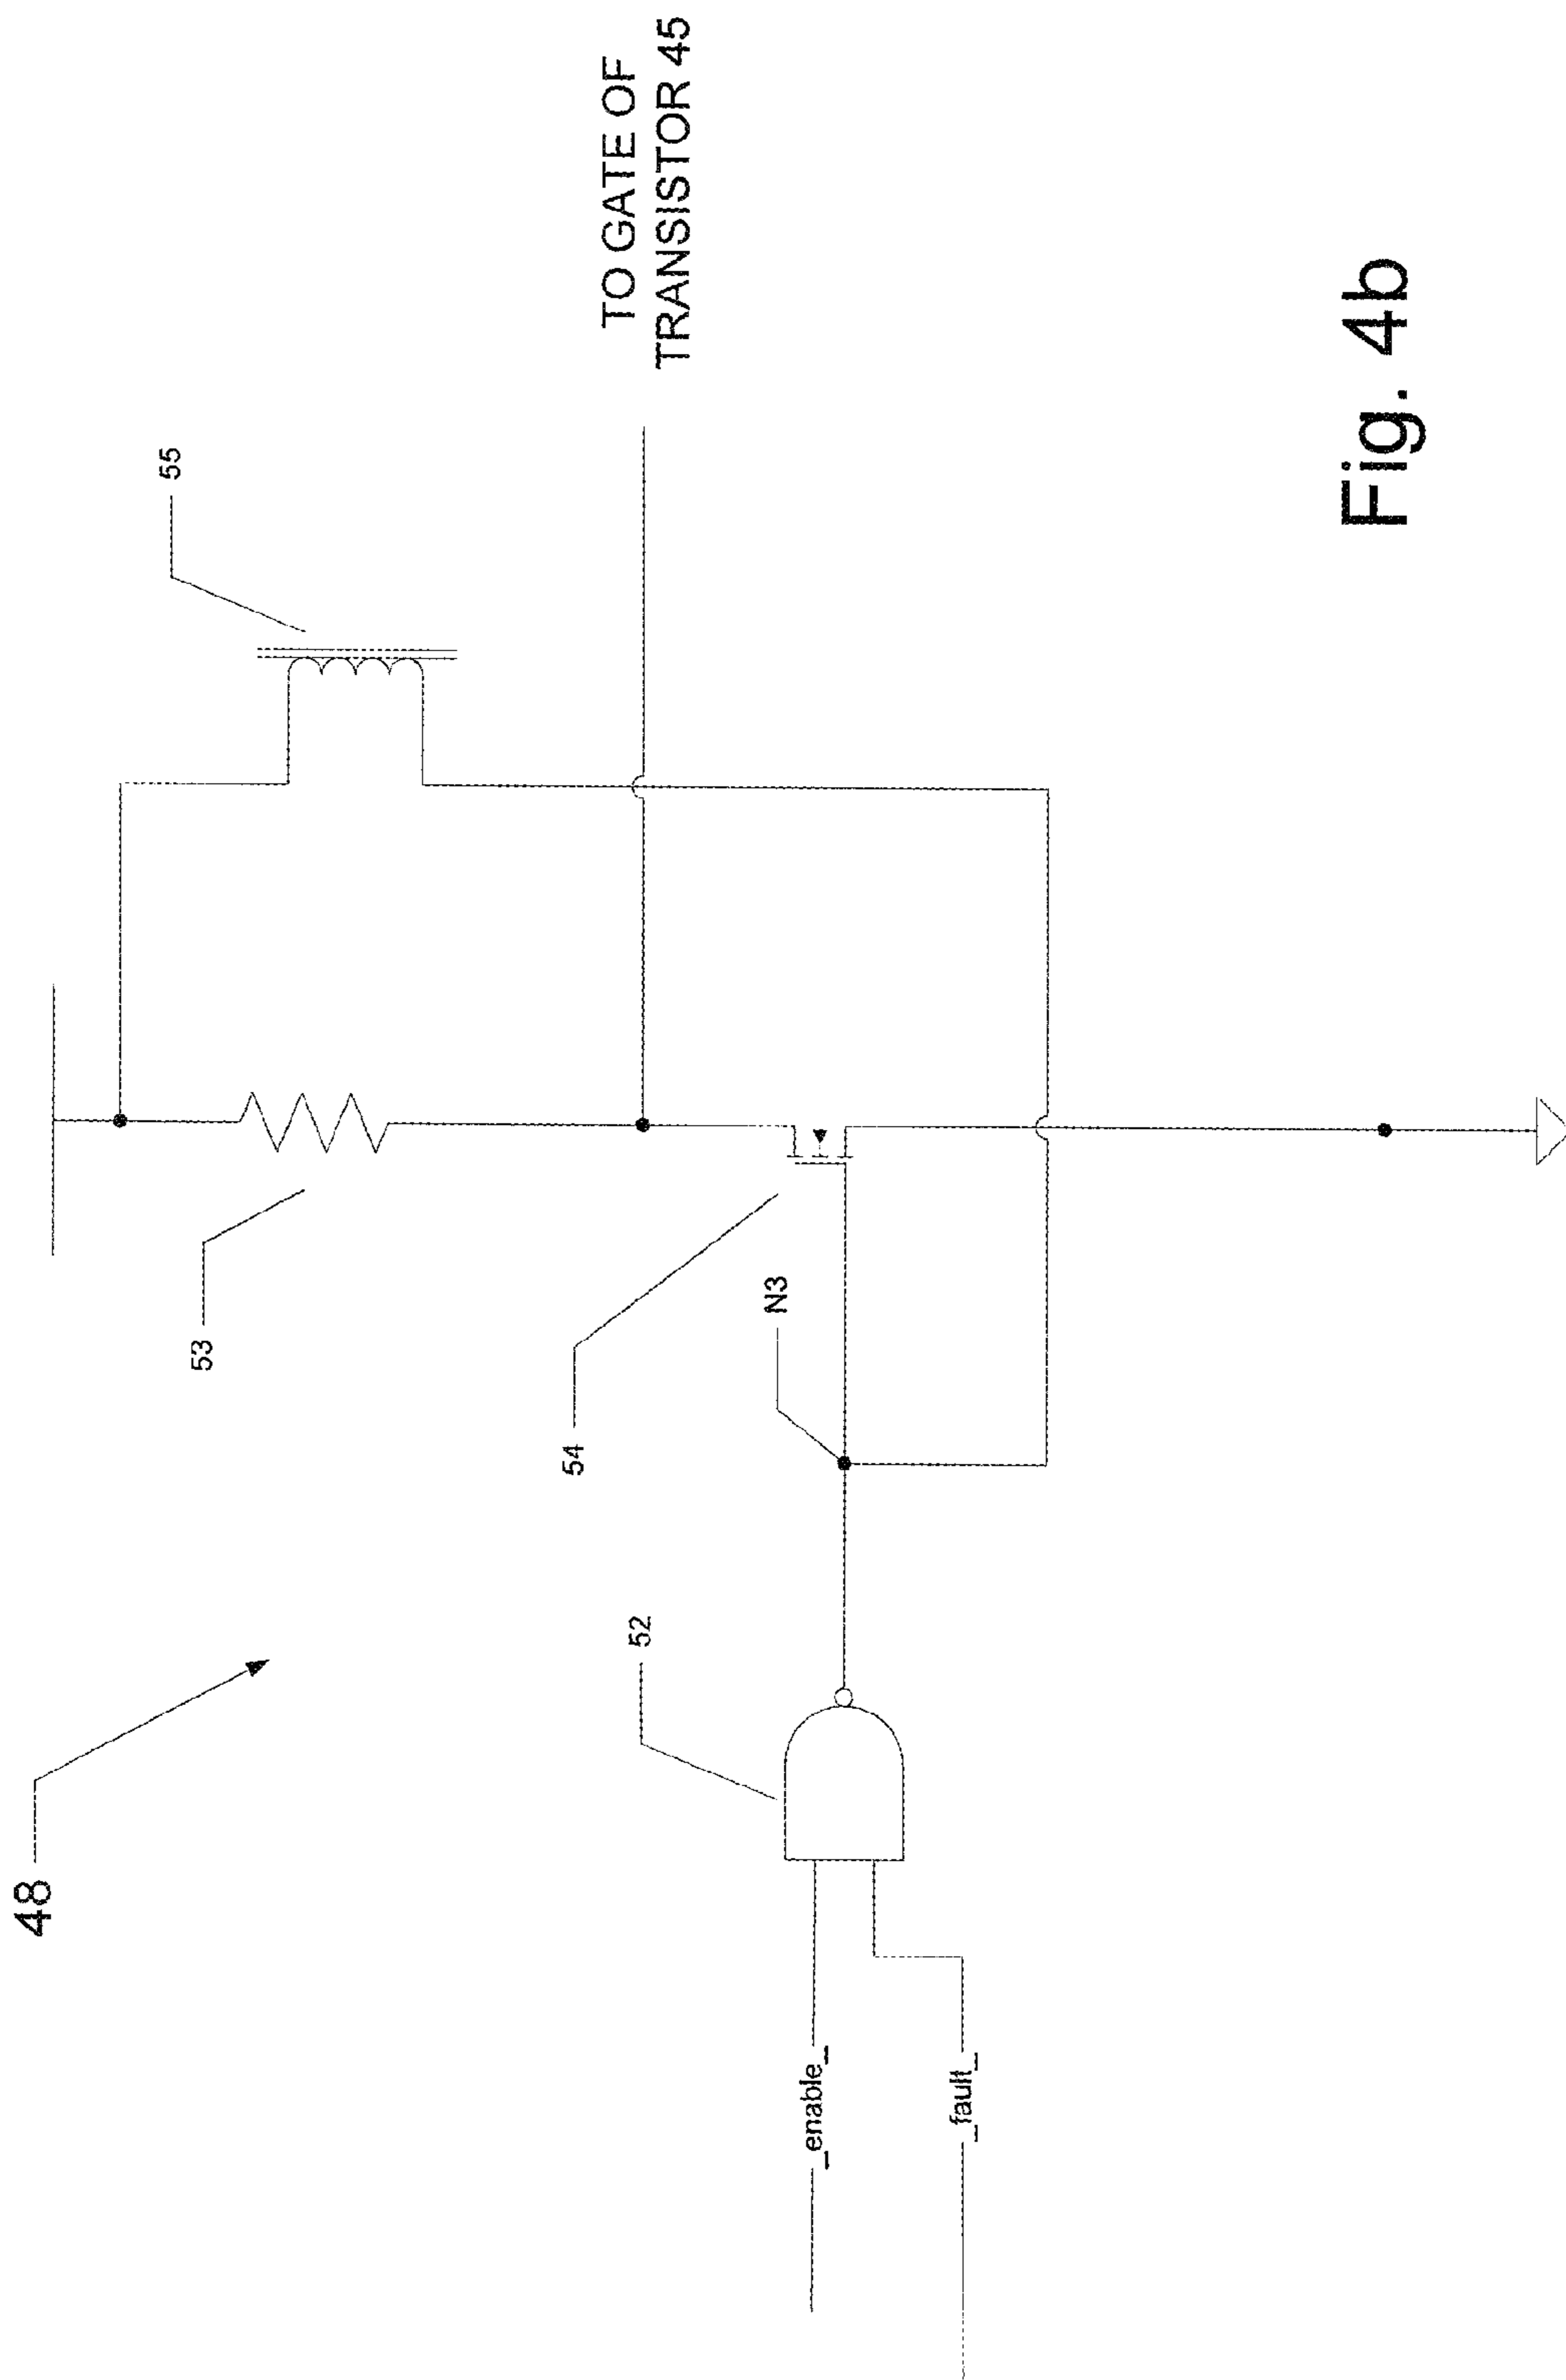 48
53
55
TO GATE OF
TRANSISTOR 45
54
N3
52
_enable_
_fault_
Fig. 4b